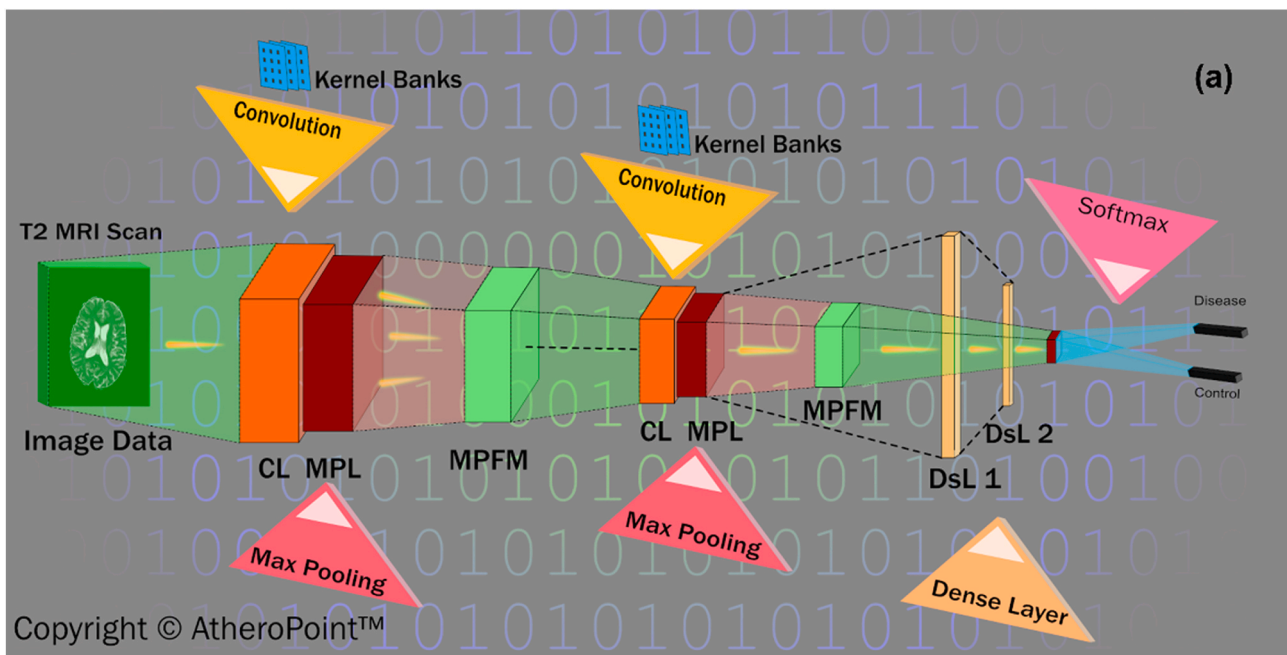 (a)
Kernel Banks
Convolution
Kernel Banks
Convolution
Softmax
T2 MRI Scan
Disease
Control
Image Data
CL MPL
MPFM
CL MPL
MPFM
DsL 1
DsL 2
Max Pooling
Max Pooling
Dense Layer
Copyright © AtheroPoint™